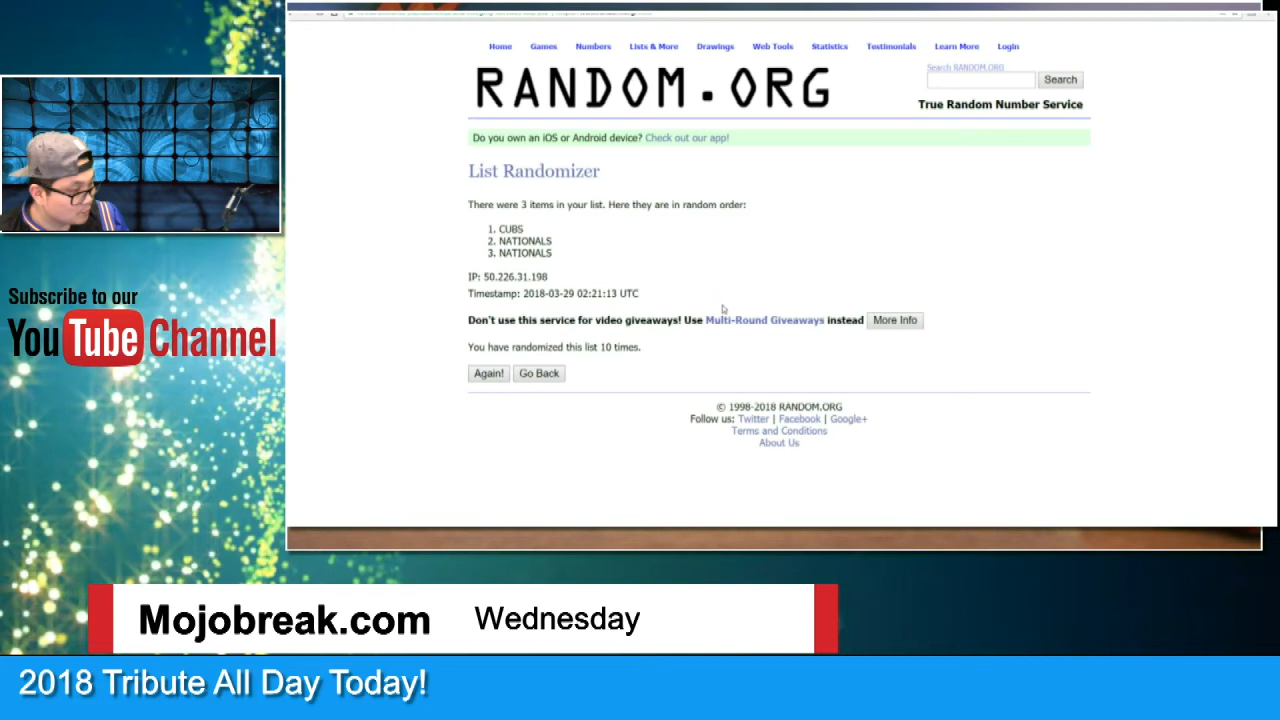 Home Games Numbers Lists & More Drawings Web Tools Statistics Testimonials Learn More Login
Search RANDOM.ORG
RANDOM.ORG
Search
True Random Number Service
Do you own an iOS or Android device? Check out our app!
List Randomizer
There were 3 items in your list. Here they are in random order:
1. CUBS
2. NATIONALS
3. NATIONALS
IP: 50.226.31.198
Timestamp: 2018-03-29 02:21:13 UTC
Don't use this service for video giveaways! Use Multi-Round Giveaways instead More Info
You have randomized this list 10 times.
Again! Go Back
© 1998-2018 RANDOM.ORG
Follow us: Twitter | Facebook | Google+
Terms and Conditions
About Us
Subscribe to our
YouTube Channel
Mojobreak.com Wednesday
2018 Tribute All Day Today!